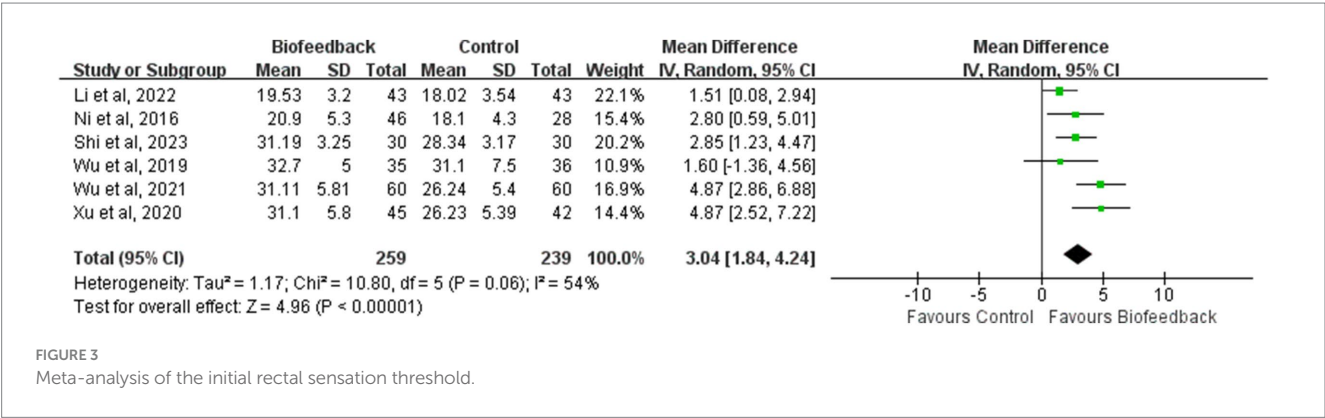 Biofeedback Control Mean Difference Mean Difference
Study or Subgroup Mean SD Total Mean SD Total Weight IV, Random, 95% CI IV, Random, 95% CI
Li et al, 2022 19.53 3.2 43 18.02 3.54 43 22.1% 1.51 [0.08, 2.94]
Ni et al, 2016 20.9 5.3 46 18.1 4.3 28 15.4% 2.80 [0.59, 5.01]
Shi et al, 2023 31.19 3.25 30 28.34 3.17 30 20.2% 2.85 [1.23, 4.47]
Wu et al, 2019 32.7 5 35 31.1 7.5 36 10.9% 1.60 [-1.36, 4.56]
Wu et al, 2021 31.11 5.81 60 26.24 5.4 60 16.9% 4.87 [2.86, 6.88]
Xu et al, 2020 31.1 5.8 45 26.23 5.39 42 14.4% 4.87 [2.52, 7.22]
Total (95% CI) 259 239 100.0% 3.04 [1.84, 4.24]
Heterogeneity: Tau² = 1.17; Chi² = 10.80, df = 5 (P = 0.06); I² = 54%
Test for overall effect: Z = 4.96 (P < 0.00001)
-10 -5 0 5 10
Favours Control Favours Biofeedback
FIGURE 3
Meta-analysis of the initial rectal sensation threshold.